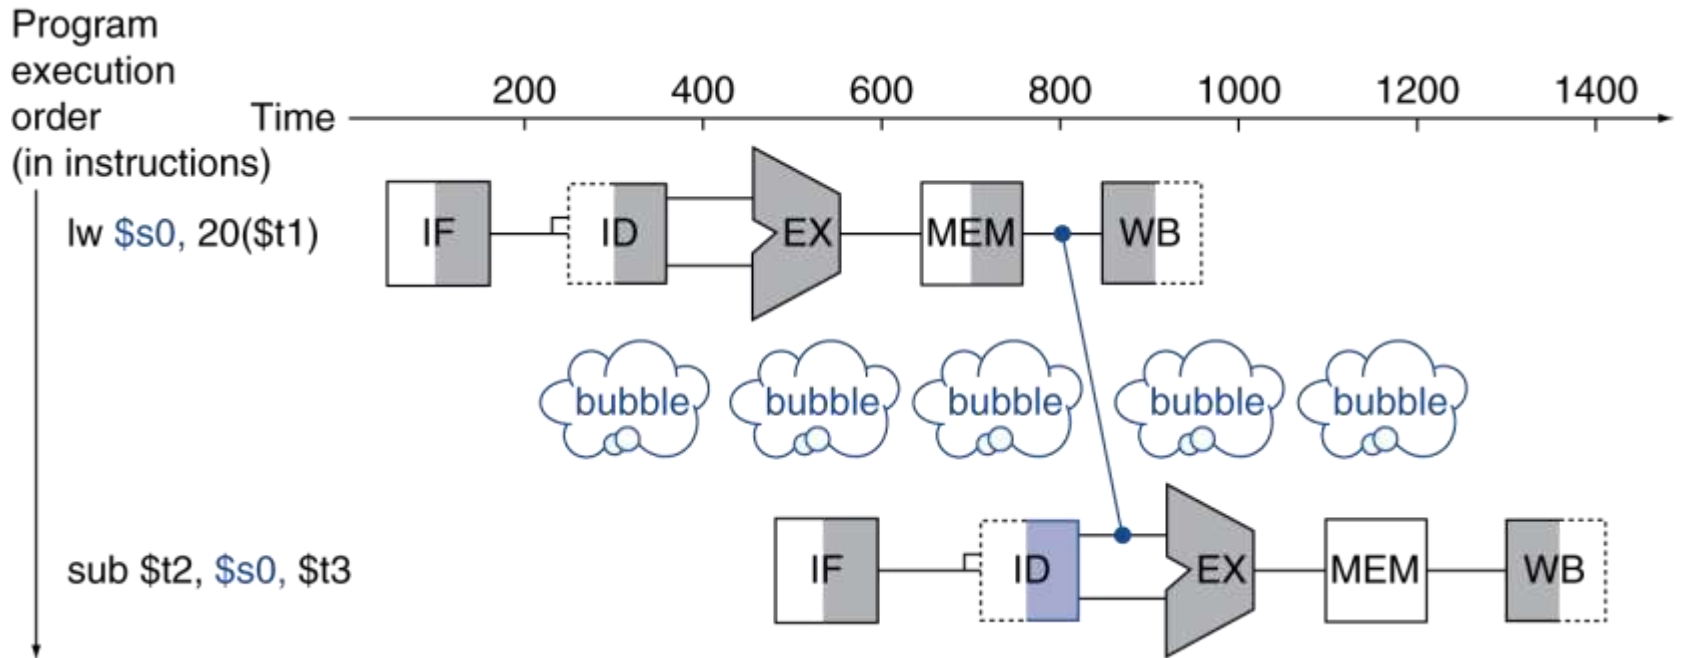 Program
execution
order
(in instructions)
Time
200 400 600 800 1000 1200 1400
lw $s0, 20($t1)
IF ID EX MEM WB
bubble bubble bubble bubble bubble
sub $t2, $s0, $t3
IF ID EX MEM WB